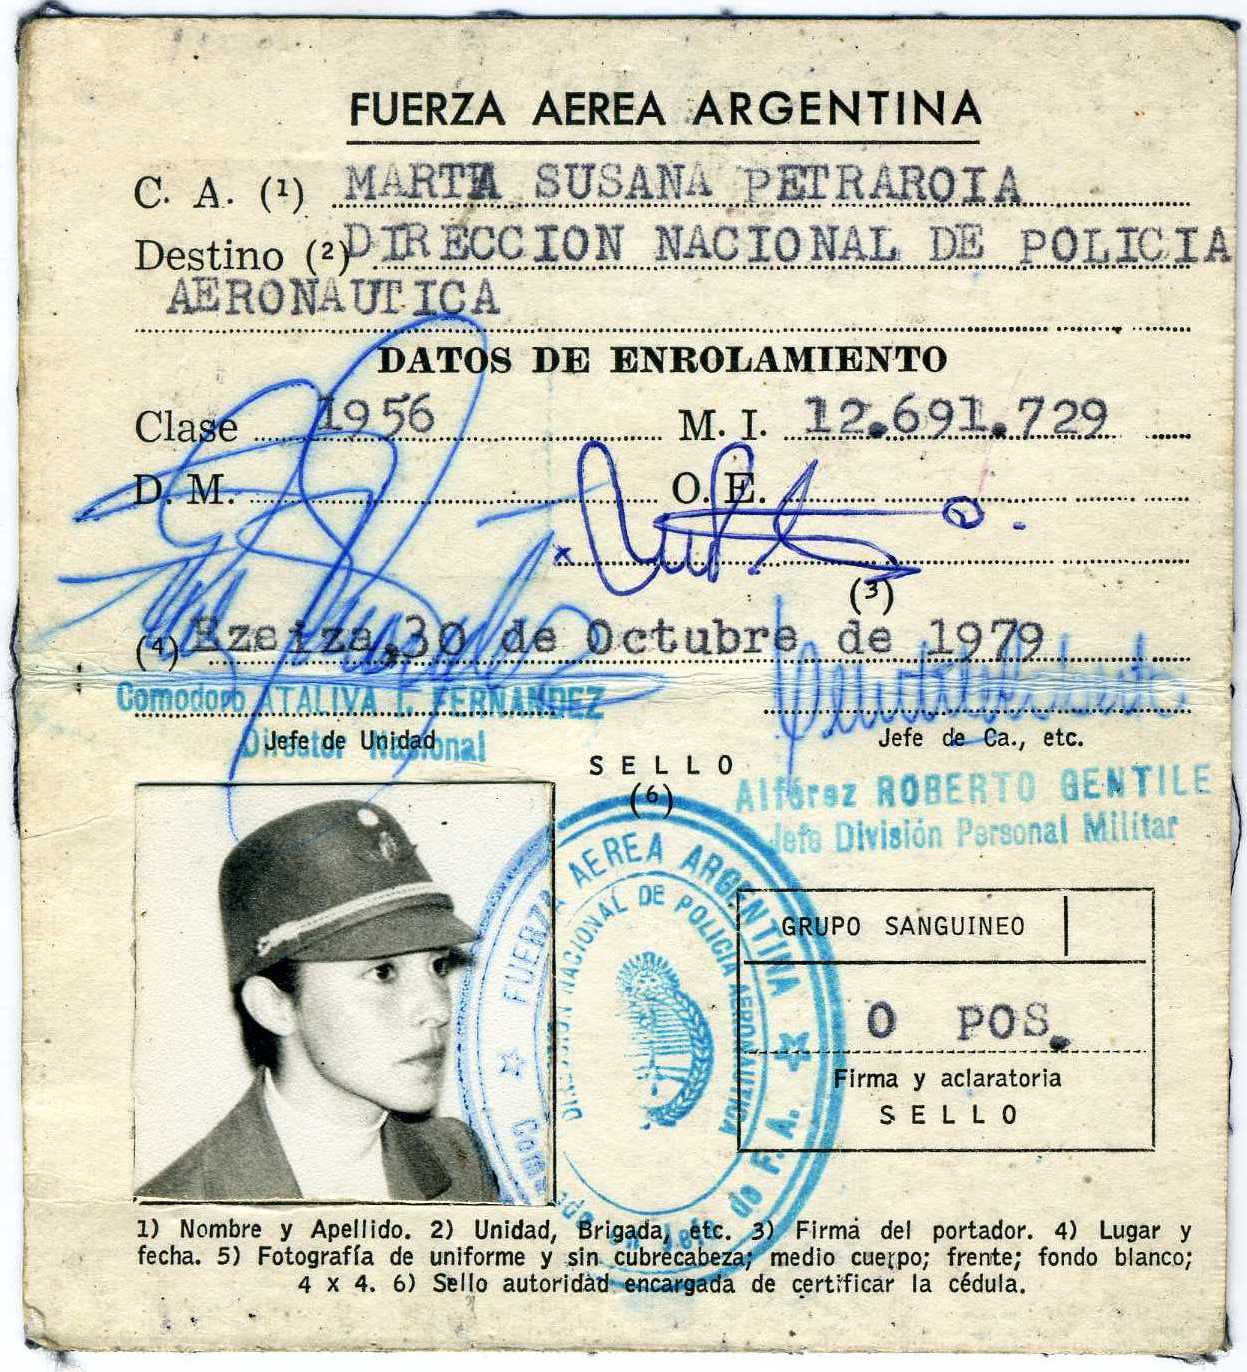 FUERZA AEREA ARGENTINA
C. A. (1) MARTA SUSANA PETRAROIA
Destino (2) DIRECCION NACIONAL DE POLICIA
AERONAUTICA
DATOS DE ENROLAMIENTO
Clase 1956 M. I. 12.691.729
D. M. O. E.
x
(3)
(4) Ezeiza,30 de Octubre de 1979
Comodoro ATALIVA I. FERNANDEZ
Director Nacional
Jefe de Unidad
Jefe de Ca., etc.
Alférez ROBERTO GENTILE
Jefe División Personal Militar
SELLO
(6)
FUERZA AEREA ARGENTINA
Comando en Jefe de F. A.
DIRECCION NACIONAL DE POLICIA AERONAUTICA
GRUPO SANGUINEO
O POS.
Firma y aclaratoria
SELLO
1) Nombre y Apellido. 2) Unidad, Brigada, etc. 3) Firma del portador. 4) Lugar y
fecha. 5) Fotografía de uniforme y sin cubrecabeza; medio cuerpo; frente; fondo blanco;
4 x 4. 6) Sello autoridad encargada de certificar la cédula.